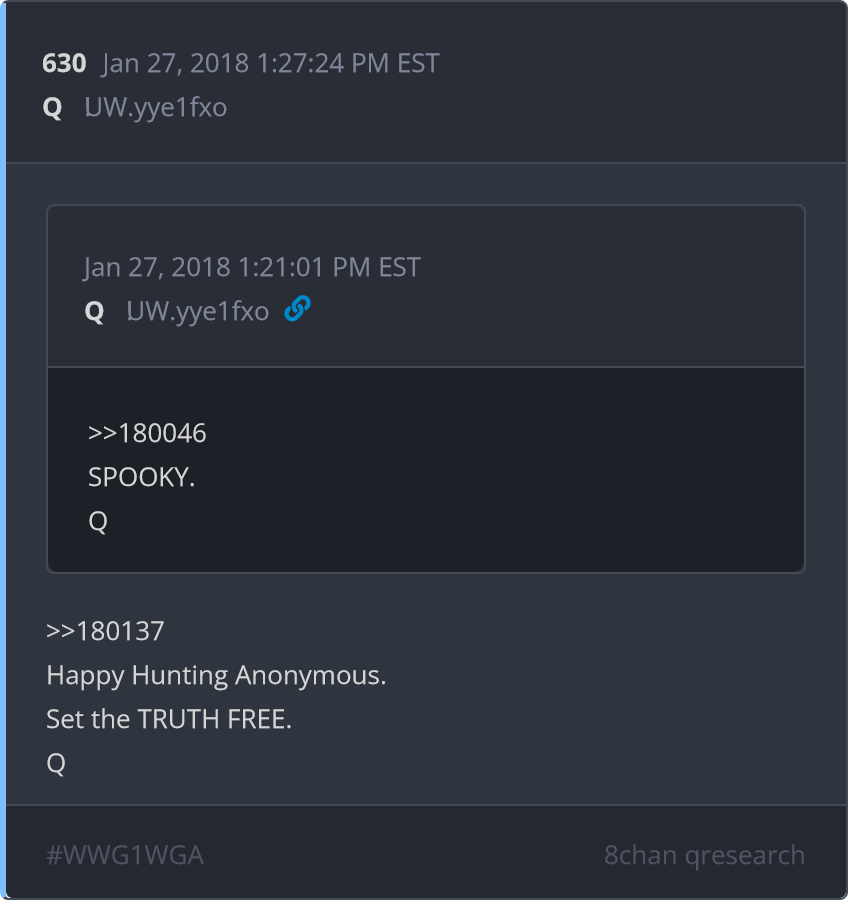 630 Jan 27, 2018 1:27:24 PM EST
Q UW.yye1fxo
Jan 27, 2018 1:21:01 PM EST
Q UW.yye1fxo
>>180046
SPOOKY.
Q
>>180137
Happy Hunting Anonymous.
Set the TRUTH FREE.
Q
#WWG1WGA 8chan qresearch